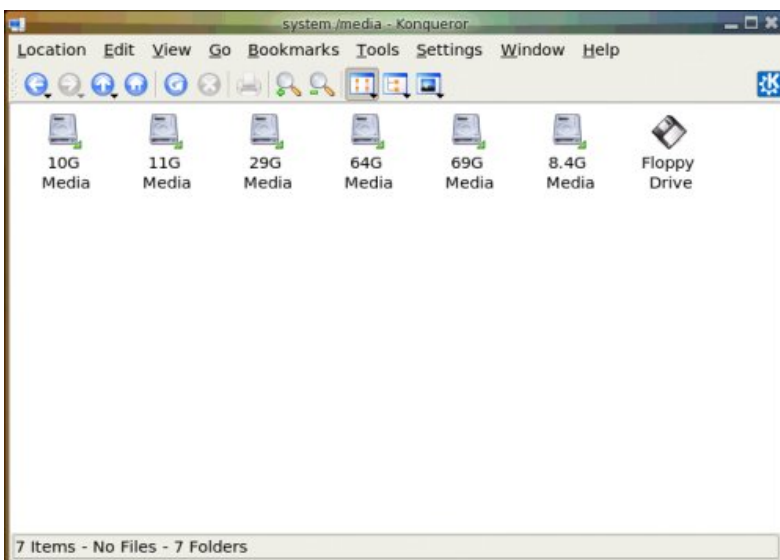 system:/media - Konqueror
Location Edit View Go Bookmarks Tools Settings Window Help
10G Media
11G Media
29G Media
64G Media
69G Media
8.4G Media
Floppy Drive
7 Items - No Files - 7 Folders